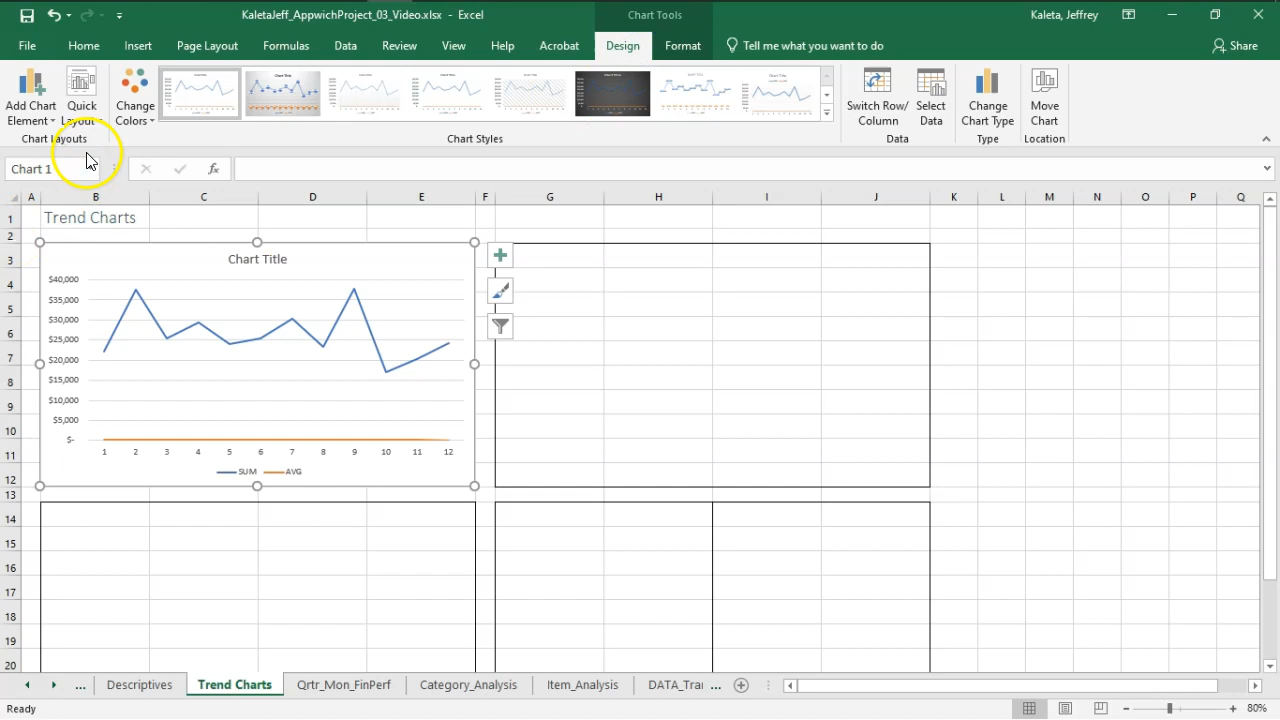 KaletaJeff_AppwichProject_03_Video.xlsx - Excel
Chart Tools
Kaleta, Jeffrey
File Home Insert Page Layout Formulas Data Review View Help Acrobat Design Format Tell me what you want to do Share
Add Chart Element
Quick Layout
Change Colors
Switch Row/ Column
Select Data
Change Chart Type
Move Chart
Chart Layouts Chart Styles Data Type Location
Chart 1
fx
A B C D E F G H I J K L M N O P Q
1 Trend Charts
2
3
4
5
6
7
8
9
10
11
12
13
14
15
16
17
18
19
20
Chart Title
$40,000
$35,000
$30,000
$25,000
$20,000
$15,000
$10,000
$5,000
$-
1 2 3 4 5 6 7 8 9 10 11 12
SUM AVG
... Descriptives Trend Charts Qrtr_Mon_FinPerf Category_Analysis Item_Analysis DATA_Tra ...
Ready
80%